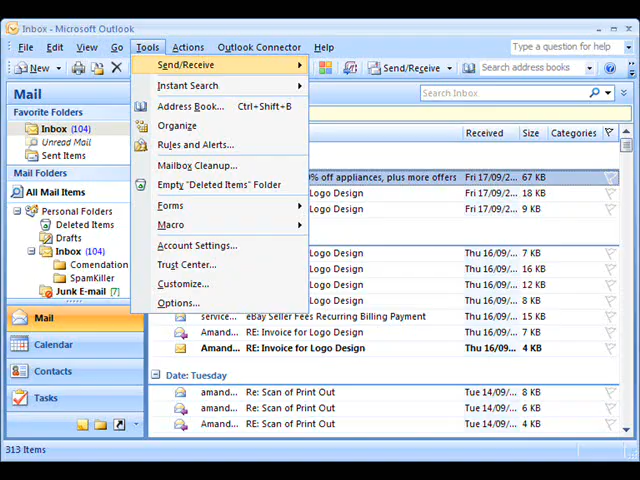 Inbox - Microsoft Outlook
File Edit View Go Tools Actions Outlook Connector Help
Type a question for help
New Send/Receive Search address books
Mail
Search Inbox
Favorite Folders
Inbox (104)
Unread Mail
Sent Items
Mail Folders
All Mail Items
Personal Folders
Deleted Items
Drafts
Inbox (104)
Comendation
SpamKiller
Junk E-mail [7]
Mail
Calendar
Contacts
Tasks
313 Items
Send/Receive
Instant Search
Address Book... Ctrl+Shift+B
Organize
Rules and Alerts...
Mailbox Cleanup...
Empty "Deleted Items" Folder
Forms
Macro
Account Settings...
Trust Center...
Customize...
Options...
Received Size Categories
% off appliances, plus more offers Fri 17/09/2... 67 KB
Logo Design Fri 17/09/2... 18 KB
Logo Design Fri 17/09/2... 9 KB
Logo Design Thu 16/09/... 7 KB
Logo Design Thu 16/09/... 16 KB
Logo Design Thu 16/09/... 12 KB
Logo Design Thu 16/09/... 8 KB
service... eBay Seller Fees Recurring Billing Payment Thu 16/09/... 15 KB
Amand... RE: Invoice for Logo Design Thu 16/09/... 7 KB
Amand... RE: Invoice for Logo Design Thu 16/09/... 4 KB
Date: Tuesday
amand... Re: Scan of Print Out Tue 14/09/... 8 KB
amand... Re: Scan of Print Out Tue 14/09/... 6 KB
amand... Re: Scan of Print Out Tue 14/09/... 4 KB